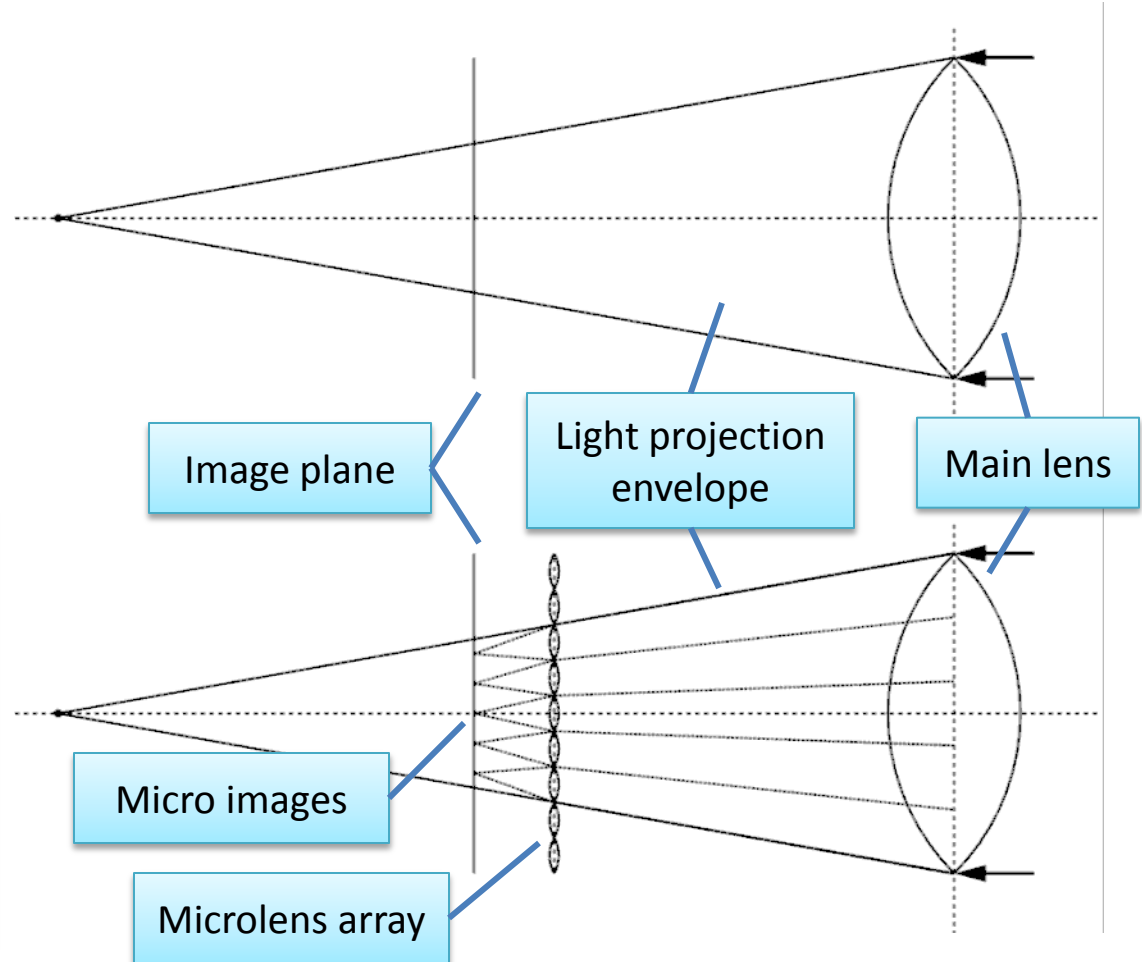 Image plane
Light projection
envelope
Main lens
Micro images
Microlens array